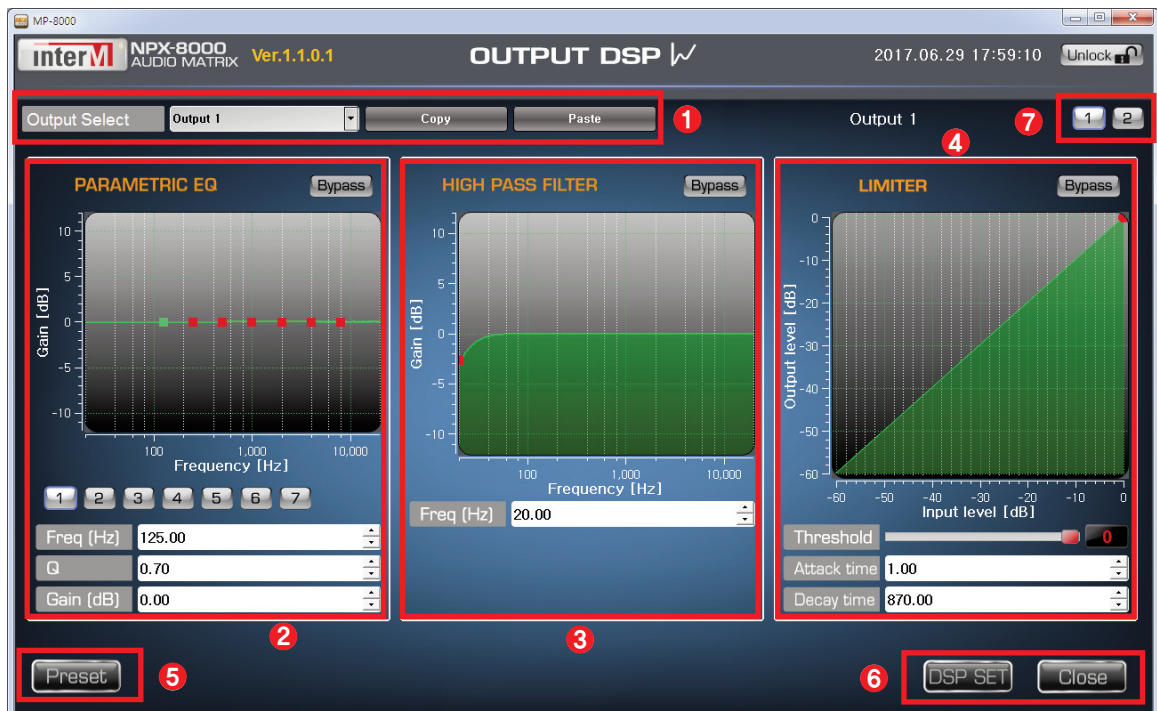 MP-8000
interM NPX-8000 AUDIO MATRIX Ver.1.1.0.1 OUTPUT DSP 2017.06.29 17:59:10 Unlock
Output Select Output 1 Copy Paste 1 Output 1 7 1 2
4
PARAMETRIC EQ Bypass
10
5
0
-5
-10
Gain [dB]
100 1,000 10,000
Frequency [Hz]
1 2 3 4 5 6 7
Freq (Hz) 125.00
Q 0.70
Gain (dB) 0.00
2
HIGH PASS FILTER Bypass
10
5
0
-5
-10
Gain [dB]
100 1,000 10,000
Frequency [Hz]
Freq (Hz) 20.00
3
LIMITER Bypass
0
-10
-20
-30
-40
-50
-60
Output level [dB]
-60 -50 -40 -30 -20 -10 0
Input level [dB]
Threshold 0
Attack time 1.00
Decay time 870.00
Preset 5 6 DSP SET Close